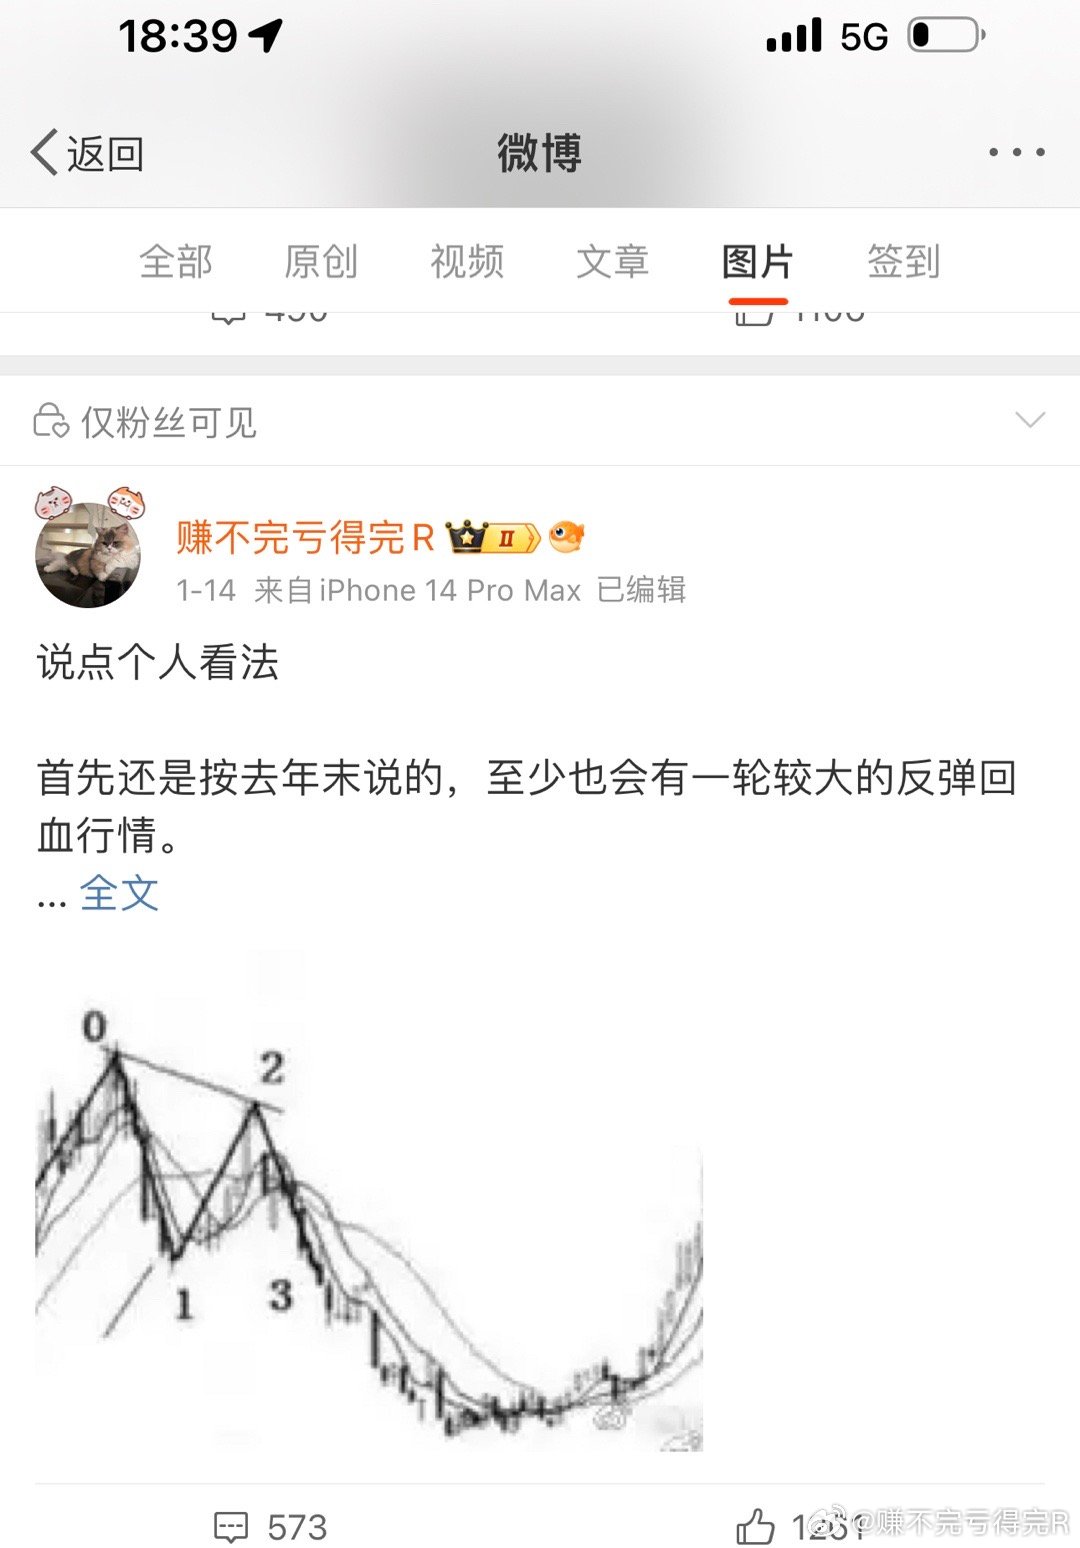 18:39
5G
返回
微博
全部 原创 视频 文章 图片 签到
仅粉丝可见
赚不完亏得完R II
1-14 来自iPhone 14 Pro Max 已编辑
说点个人看法
首先还是按去年末说的，至少也会有一轮较大的反弹回
血行情。
... 全文
0
2
1
3
573
@赚不完亏得完R